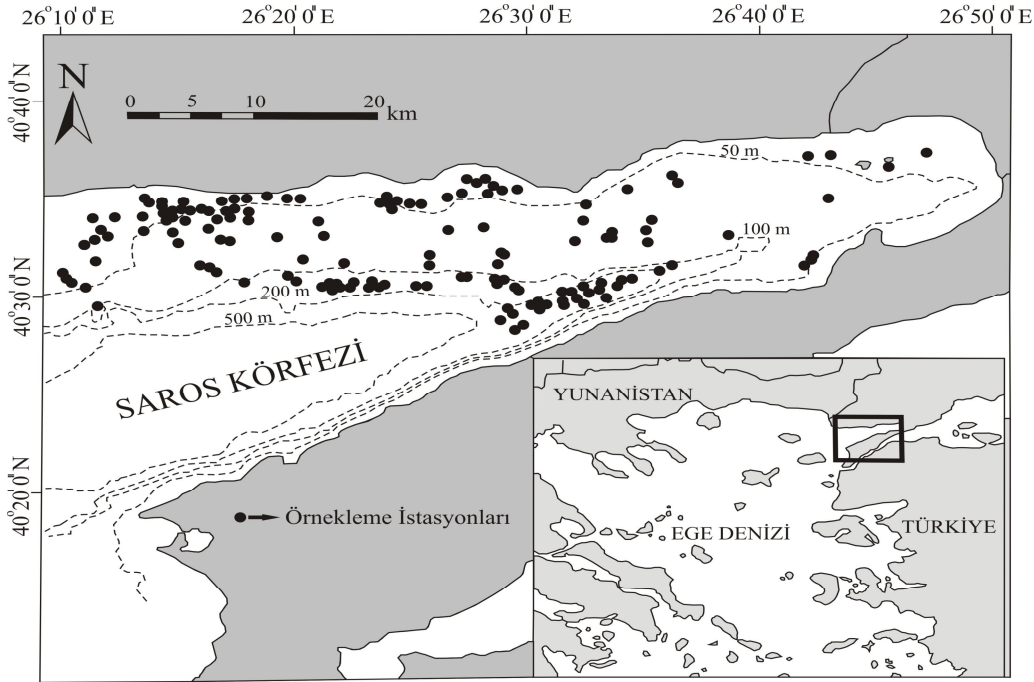 26°10'0"E 26°20'0"E 26°30'0"E 26°40'0"E 26°50'0"E
N
0 5 10 20
km
40°40'0"N
50 m
100 m
40°30'0"N
200 m
500 m
SAROS KÖRFEZİ
YUNANİSTAN
40°20'0"N
Örnekleme İstasyonları
EGE DENİZİ
TÜRKİYE